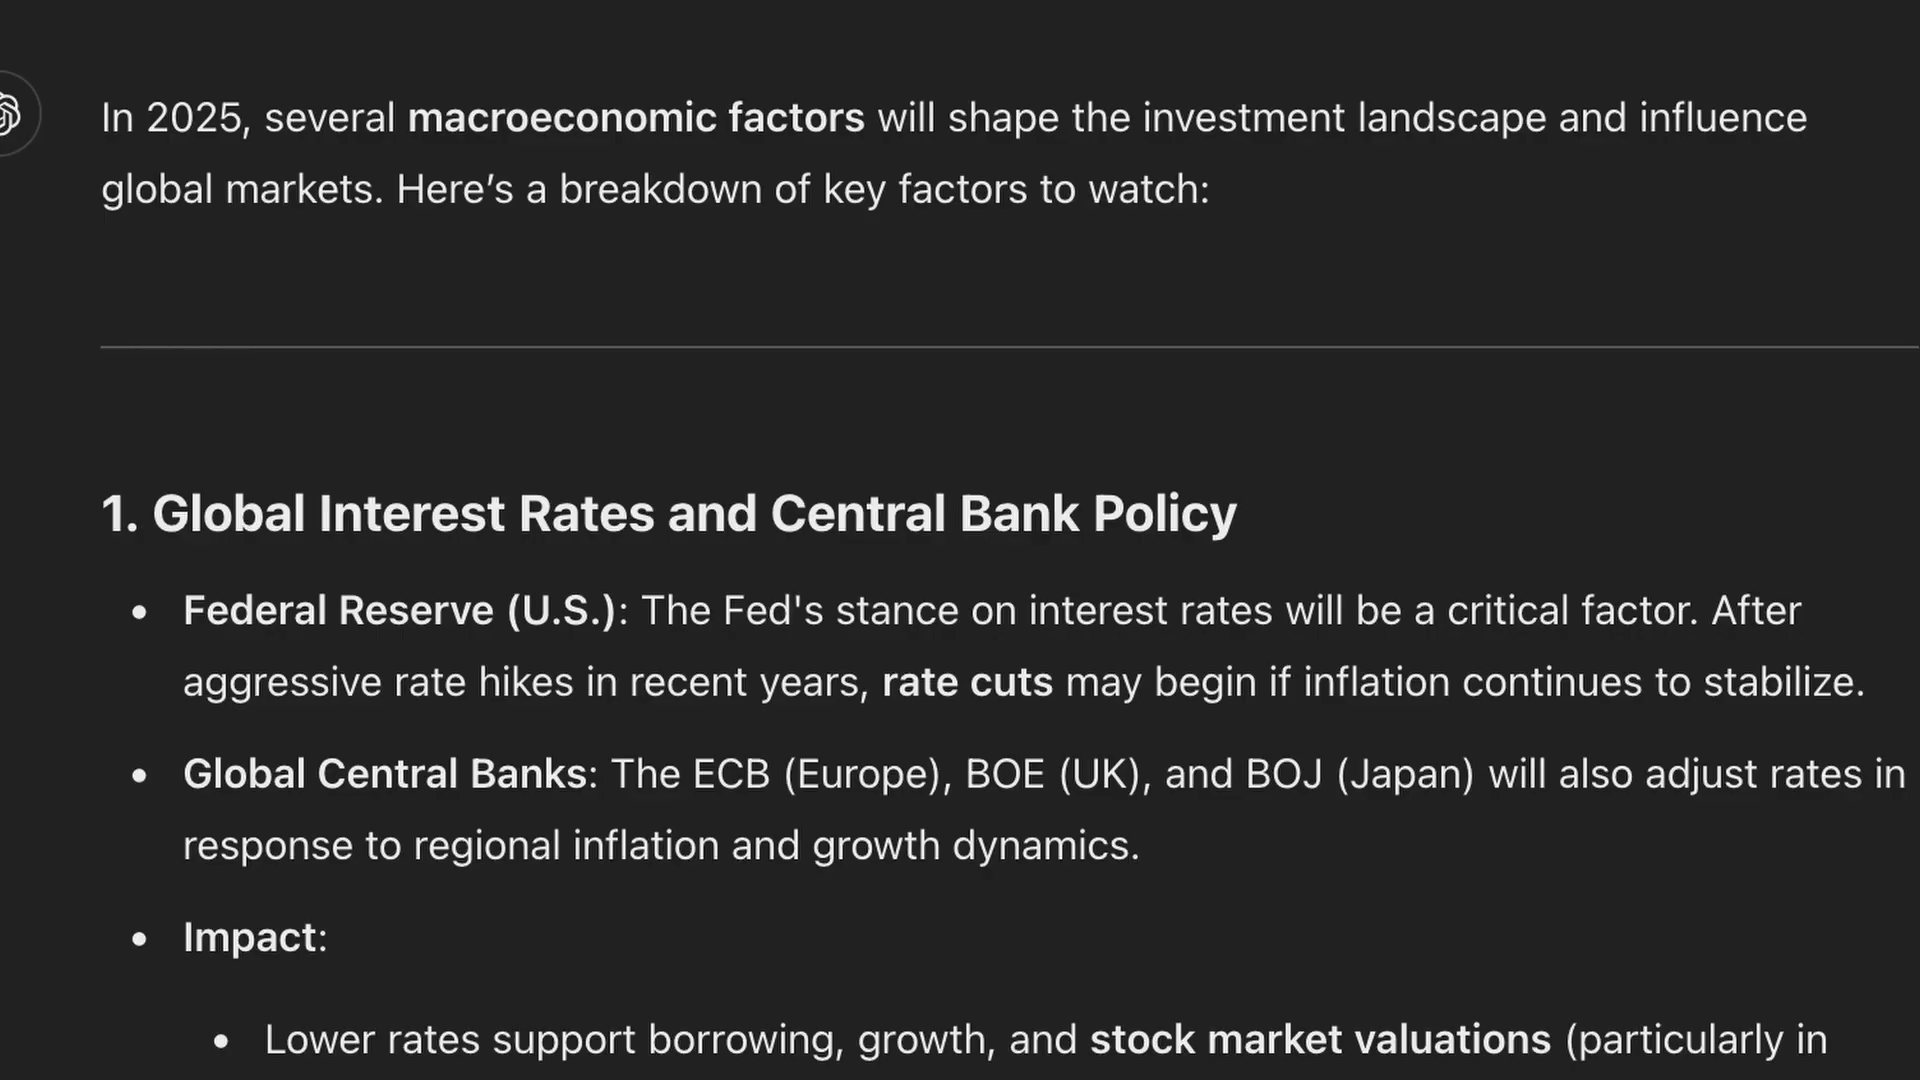 In 2025, several macroeconomic factors will shape the investment landscape and influence
global markets. Here’s a breakdown of key factors to watch:
1. Global Interest Rates and Central Bank Policy
• Federal Reserve (U.S.): The Fed's stance on interest rates will be a critical factor. After
aggressive rate hikes in recent years, rate cuts may begin if inflation continues to stabilize.
• Global Central Banks: The ECB (Europe), BOE (UK), and BOJ (Japan) will also adjust rates in
response to regional inflation and growth dynamics.
• Impact:
• Lower rates support borrowing, growth, and stock market valuations (particularly in